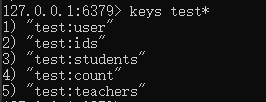 127.0.0.1:6379> keys test*
1) "test:user"
2) "test:ids"
3) "test:students"
4) "test:count"
5) "test:teachers"